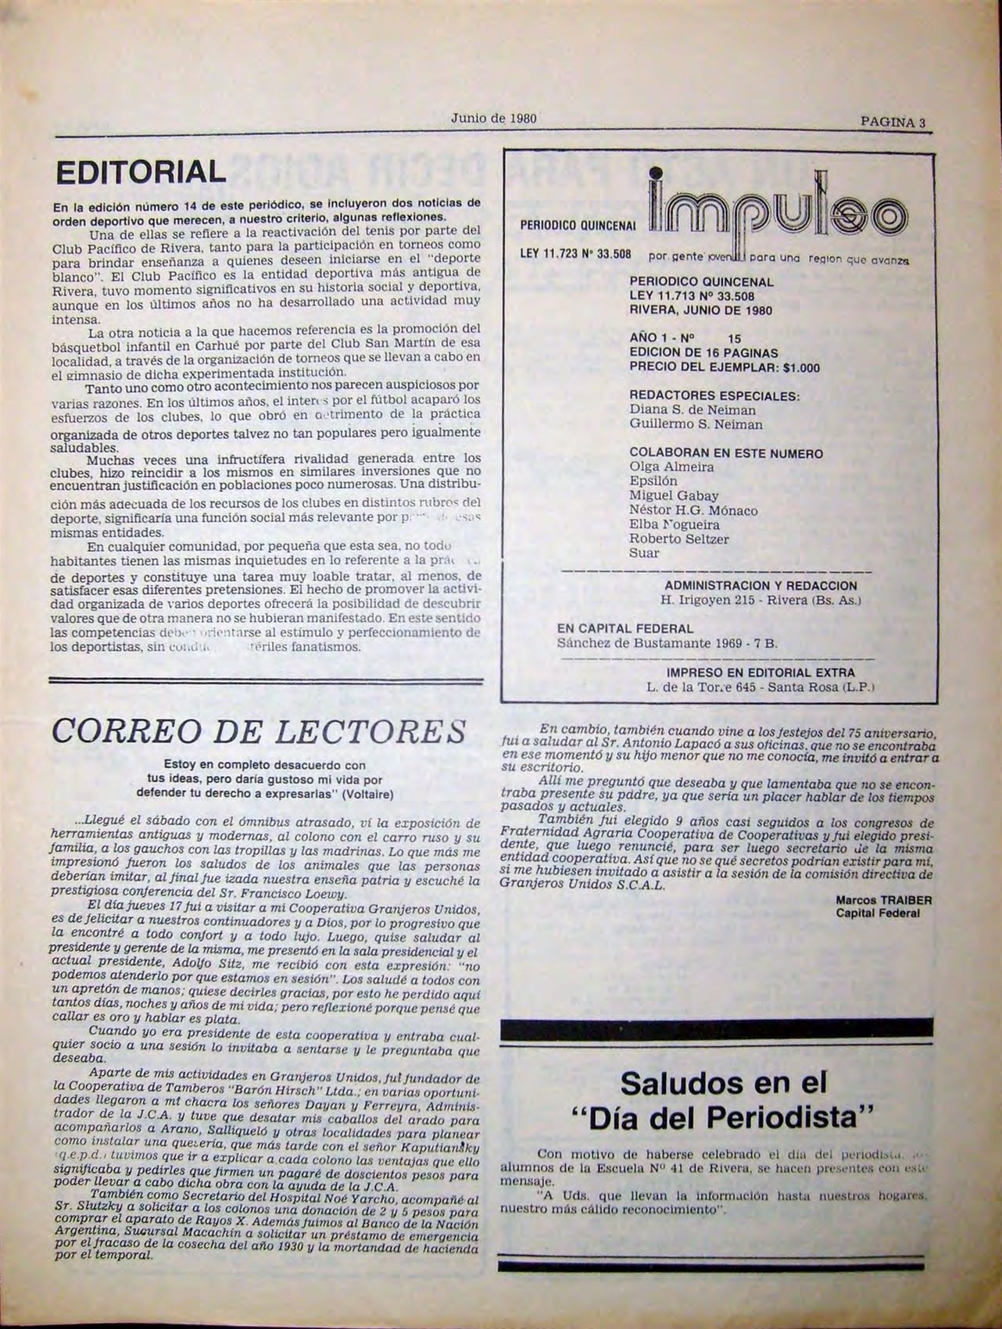 Junio de 1980
PAGINA 3
EDITORIAL
En la edición número 14 de este periódico, se incluyeron dos noticias de
orden deportivo que merecen, a nuestro criterio, algunas reflexiones.
Una de ellas se refiere a la reactivación del tenis por parte del
Club Pacífico de Rivera, tanto para la participación en torneos como
para brindar enseñanza a quienes deseen iniciarse en el "deporte
blanco". El Club Pacífico es la entidad deportiva más antigua de
Rivera, tuvo momento significativos en su historia social y deportiva,
aunque en los últimos años no ha desarrollado una actividad muy
intensa.
La otra noticia a la que hacemos referencia es la promoción del
básquetbol infantil en Carhué por parte del Club San Martín de esa
localidad, a través de la organización de torneos que se llevan a cabo en
el gimnasio de dicha experimentada institución.
Tanto uno como otro acontecimiento nos parecen auspiciosos por
varias razones. En los últimos años, el interés por el fútbol acaparó los
esfuerzos de los clubes, lo que obró en detrimento de la práctica
organizada de otros deportes talvez no tan populares pero igualmente
saludables.
Muchas veces una infructífera rivalidad generada entre los
clubes, hizo reincidir a los mismos en similares inversiones que no
encuentran justificación en poblaciones poco numerosas. Una distribu-
ción más adecuada de los recursos de los clubes en distintos rubros del
deporte, significaría una función social más relevante por esas
mismas entidades.
En cualquier comunidad, por pequeña que esta sea, no todo
habitantes tienen las mismas inquietudes en lo referente a la
de deportes y constituye una tarea muy loable tratar, al menos, de
satisfacer esas diferentes pretensiones. El hecho de promover la activi-
dad organizada de varios deportes ofrecerá la posibilidad de descubrir
valores que de otra manera no se hubieran manifestado. En este sentido
las competencias orientarse al estímulo y perfeccionamiento de
los deportistas, sin fanatismos.
CORREO DE LECTORES
Estoy en completo desacuerdo con
tus ideas, pero daría gustoso mi vida por
defender tu derecho a expresarlas" (Voltaire)
...Llegué el sábado con el ómnibus atrasado, ví la exposición de
herramientas antiguas y modernas, al colono con el carro ruso y su
familia, a los gauchos con las tropillas y las madrinas. Lo que más me
impresionó fueron los saludos de los animales que las personas
deberían imitar, al final fue izada nuestra enseña patria y escuché la
prestigiosa conferencia del Sr. Francisco Loewy.
El día jueves 17 fui a visitar a mi Cooperativa Granjeros Unidos,
es de felicitar a nuestros continuadores y a Dios, por lo progresivo que
la encontré a todo confort y a todo lujo. Luego, quise saludar al
presidente y gerente de la misma, me presentó en la sala presidencial y el
actual presidente, Adolfo Sitz, me recibió con esta expresión: "no
podemos atenderlo por que estamos en sesión". Los saludé a todos con
un apretón de manos; quiese decirles gracias, por esto he perdido aquí
tantos días, noches y años de mi vida; pero reflexioné porque pensé que
callar es oro y hablar es plata.
Cuando yo era presidente de esta cooperativa y entraba cual-
quier socio a una sesión lo invitaba a sentarse y le preguntaba que
deseaba.
Aparte de mis actividades en Granjeros Unidos, fuí fundador de
la Cooperativa de Tamberos "Barón Hirsch" Ltda.; en varias oportuni-
dades llegaron a mi chacra los señores Dayan y Ferreyra, Adminis-
trador de la J.C.A. y tuve que desatar mis caballos del arado para
acompañarlos a Arano, Salliqueló y otras localidades para planear
como instalar una quesería, que más tarde con el señor Kaputiansky
(q.e.p.d.) tuvimos que ir a explicar a cada colono las ventajas que ello
significaba y pedirles que firmen un pagaré de doscientos pesos para
poder llevar a cabo dicha obra con la ayuda de la J.C.A.
También como Secretario del Hospital Noé Yarcho, acompañé al
Sr. Slutzky a solicitar a los colonos una donación de 2 y 5 pesos para
comprar el aparato de Rayos X. Además fuimos al Banco de la Nación
Argentina, Sucursal Macachín a solicitar un préstamo de emergencia
por el fracaso de la cosecha del año 1930 y la mortandad de hacienda
por el temporal.
PERIODICO QUINCENAL
impulso
LEY 11.723 N° 33.508
por gente joven para una region que avanza
PERIODICO QUINCENAL
LEY 11.713 Nº 33.508
RIVERA, JUNIO DE 1980
AÑO 1 - Nº 15
EDICION DE 16 PAGINAS
PRECIO DEL EJEMPLAR: $1.000
REDACTORES ESPECIALES:
Diana S. de Neiman
Guillermo S. Neiman
COLABORAN EN ESTE NUMERO
Olga Almeira
Epsilón
Miguel Gabay
Néstor H.G. Mónaco
Elba Nogueira
Roberto Seltzer
Suar
ADMINISTRACION Y REDACCION
H. Irigoyen 215 - Rivera (Bs. As.)
EN CAPITAL FEDERAL
Sánchez de Bustamante 1969 - 7 B.
IMPRESO EN EDITORIAL EXTRA
L. de la Torre 645 - Santa Rosa (L.P.)
En cambio, también cuando vine a los festejos del 75 aniversario,
fui a saludar al Sr. Antonio Lapacó a sus oficinas, que no se encontraba
en ese momentó y su hijo menor que no me conocía, me invitó a entrar a
su escritorio.
Allí me preguntó que deseaba y que lamentaba que no se encon-
traba presente su padre, ya que sería un placer hablar de los tiempos
pasados y actuales.
También fui elegido 9 años casi seguidos a los congresos de
Fraternidad Agraria Cooperativa de Cooperativas y fui elegido presi-
dente, que luego renuncié, para ser luego secretario de la misma
entidad cooperativa. Así que no se qué secretos podrían existir para mí,
si me hubiesen invitado a asistir a la sesión de la comisión directiva de
Granjeros Unidos S.C.A.L.
Marcos TRAIBER
Capital Federal
Saludos en el
"Día del Periodista"
Con motivo de haberse celebrado el día del periodista,
alumnos de la Escuela Nº 41 de Rivera, se hacen presentes con este
mensaje.
"A Uds. que llevan la información hasta nuestros hogares,
nuestro más cálido reconocimiento".